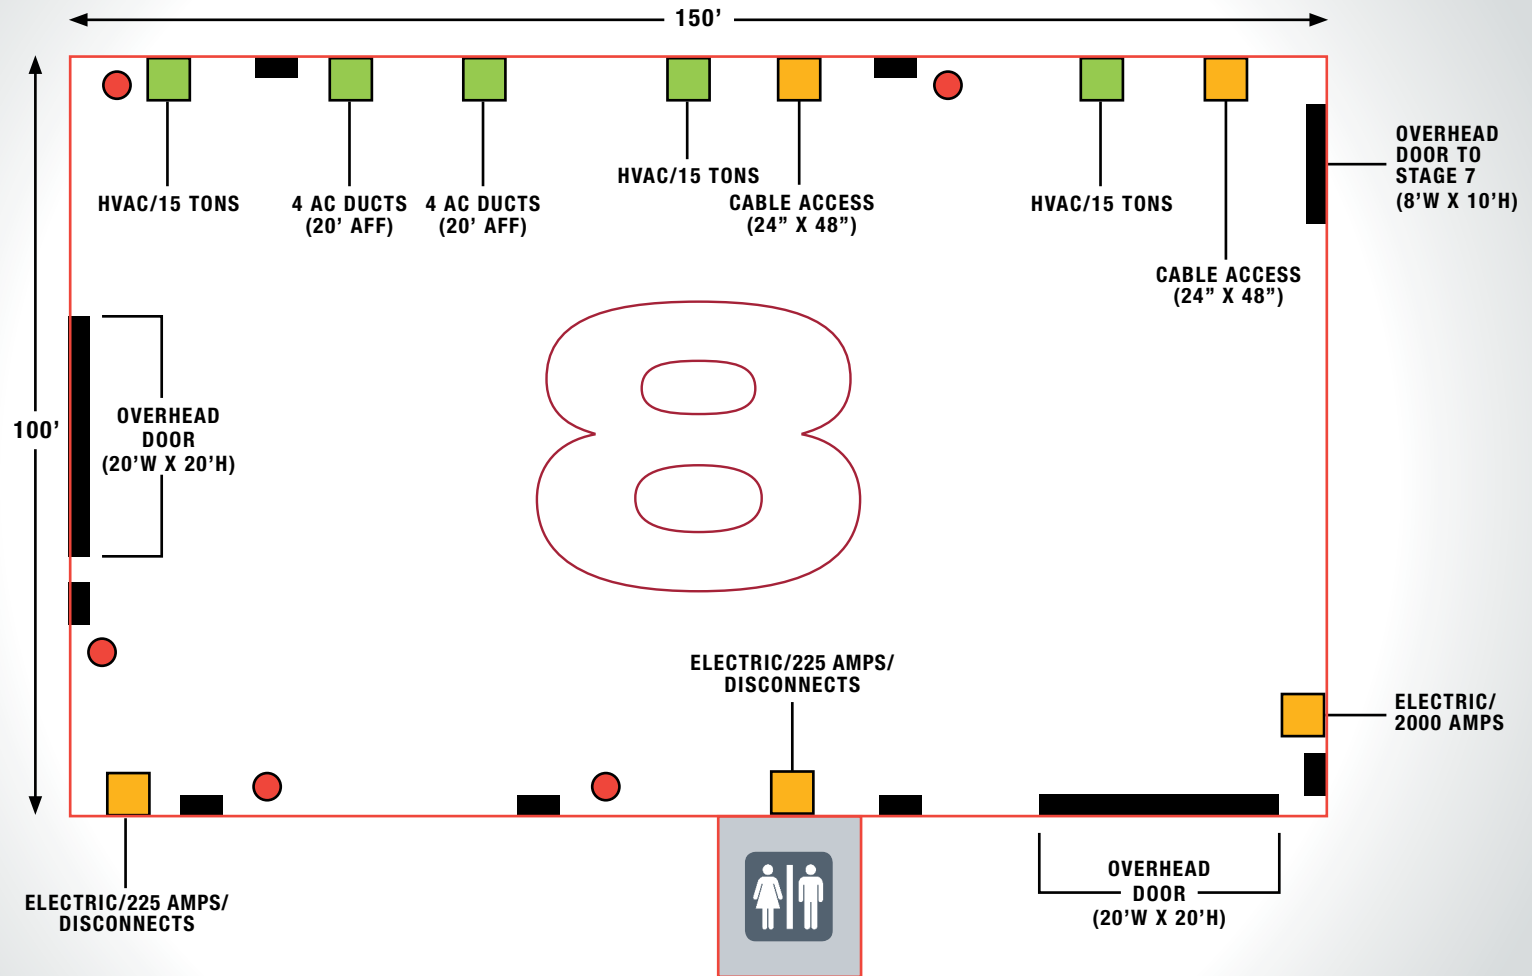 150’
HVAC/15 TONS
4 AC DUCTS
(20’ AFF)
4 AC DUCTS
(20’ AFF)
HVAC/15 TONS
CABLE ACCESS
(24” X 48”)
HVAC/15 TONS
CABLE ACCESS
(24” X 48”)
OVERHEAD
DOOR TO
STAGE 7
(8’W X 10’H)
100’
OVERHEAD
DOOR
(20’W X 20’H)
8
ELECTRIC/225 AMPS/
DISCONNECTS
ELECTRIC/
2000 AMPS
ELECTRIC/225 AMPS/
DISCONNECTS
OVERHEAD
DOOR
(20’W X 20’H)